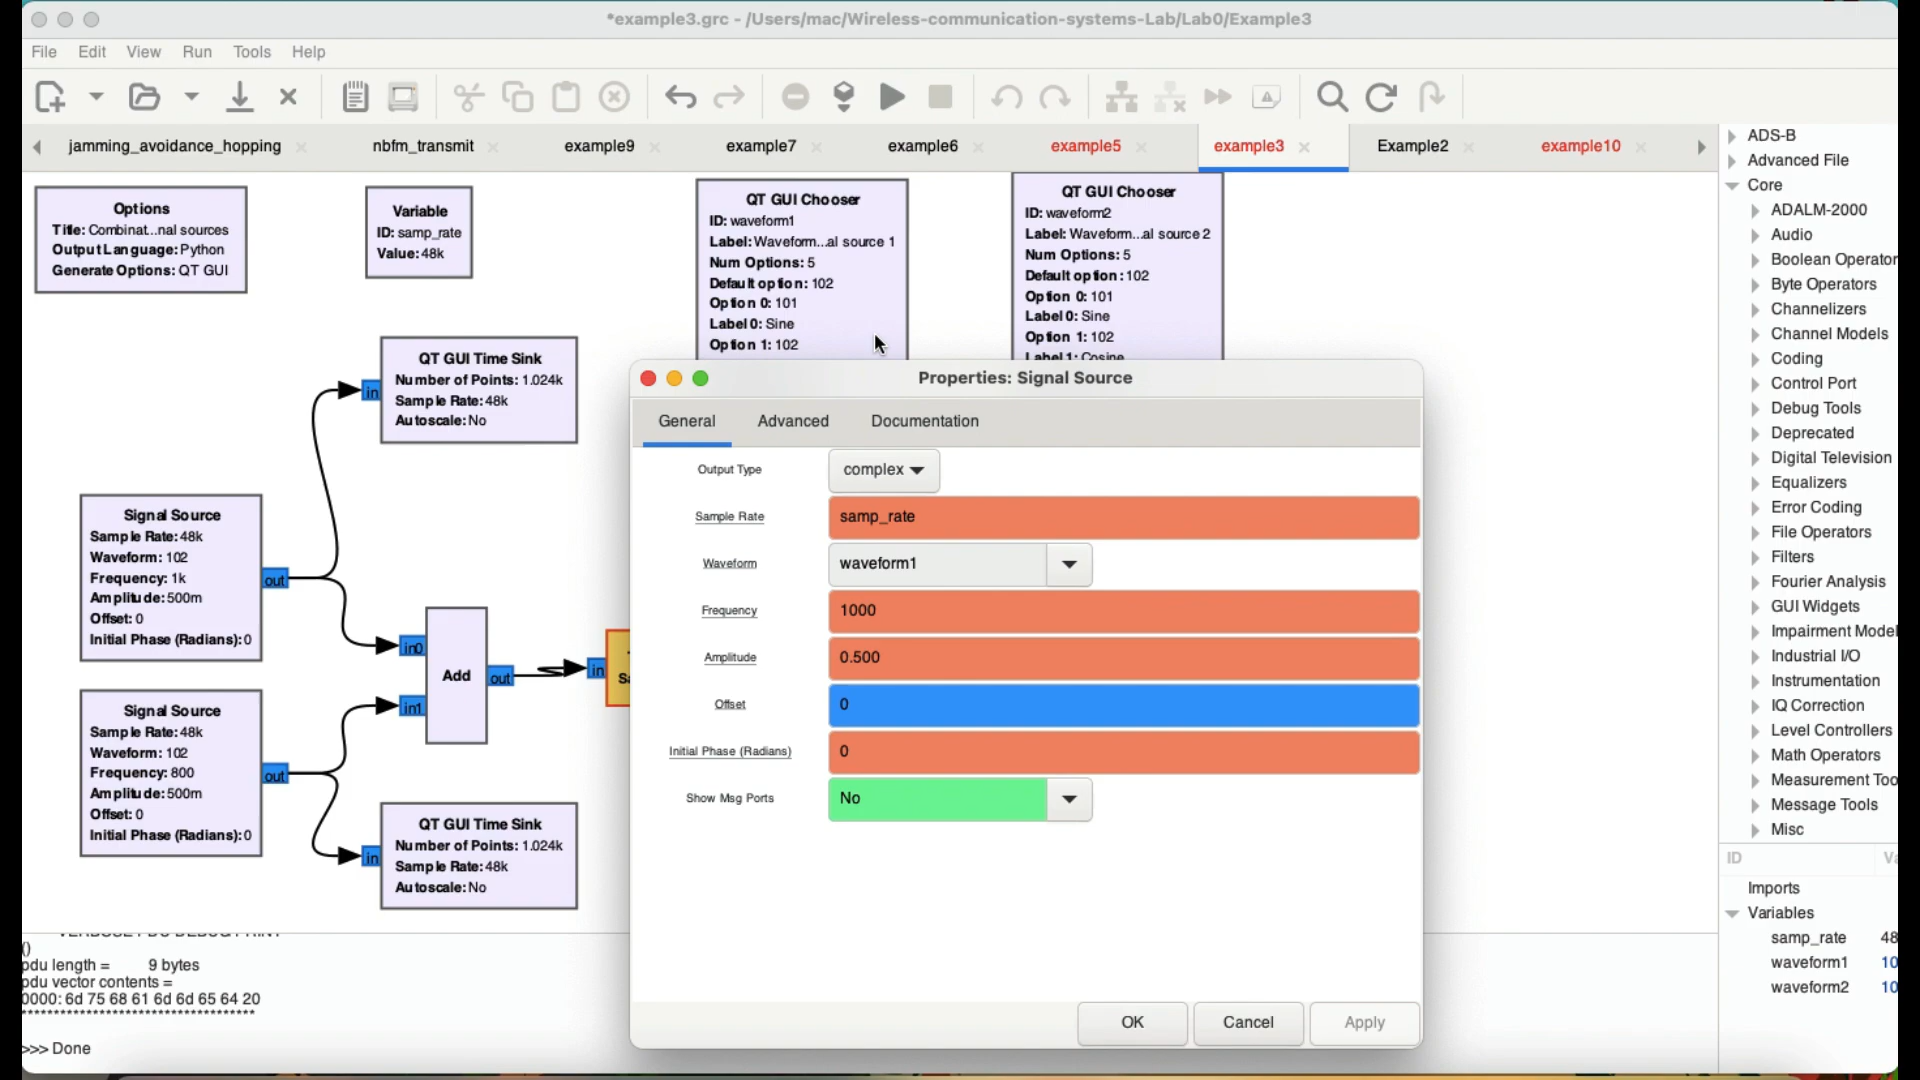 *example3.grc - /Users/mac/Wireless-communication-systems-Lab/Lab0/Example3
File Edit View Run Tools Help
jamming_avoidance_hopping nbfm_transmit example9 example7 example6 example5 example3 Example2 example10
Options
Title: Combinat...nal sources
Output Language: Python
Generate Options: QT GUI
Variable
ID: samp_rate
Value: 48k
QT GUI Chooser
ID: waveform1
Label: Waveform...al source 1
Num Options: 5
Default option: 102
Option 0: 101
Label 0: Sine
Option 1: 102
QT GUI Chooser
ID: waveform2
Label: Waveform...al source 2
Num Options: 5
Default option: 102
Option 0: 101
Label 0: Sine
Option 1: 102
Label 1: Cosine
QT GUI Time Sink
Number of Points: 1.024k
Sample Rate: 48k
Autoscale: No
in
Signal Source
Sample Rate: 48k
Waveform: 102
Frequency: 1k
Amplitude: 500m
Offset: 0
Initial Phase (Radians): 0
out
in0
Add
in1
out
in
Signal Source
Sample Rate: 48k
Waveform: 102
Frequency: 800
Amplitude: 500m
Offset: 0
Initial Phase (Radians): 0
out
QT GUI Time Sink
Number of Points: 1.024k
Sample Rate: 48k
Autoscale: No
in
Properties: Signal Source
General Advanced Documentation
Output Type complex
Sample Rate samp_rate
Waveform waveform1
Frequency 1000
Amplitude 0.500
Offset 0
Initial Phase (Radians) 0
Show Msg Ports No
OK Cancel Apply
()
pdu length = 9 bytes
pdu vector contents =
0000: 6d 75 68 61 6d 6d 65 64 20
***********************************
>>> Done
ADS-B
Advanced File
Core
ADALM-2000
Audio
Boolean Operator
Byte Operators
Channelizers
Channel Models
Coding
Control Port
Debug Tools
Deprecated
Digital Television
Equalizers
Error Coding
File Operators
Filters
Fourier Analysis
GUI Widgets
Impairment Model
Industrial I/O
Instrumentation
IQ Correction
Level Controllers
Math Operators
Measurement Too
Message Tools
Misc
ID
Imports
Variables
samp_rate 48
waveform1 10
waveform2 10